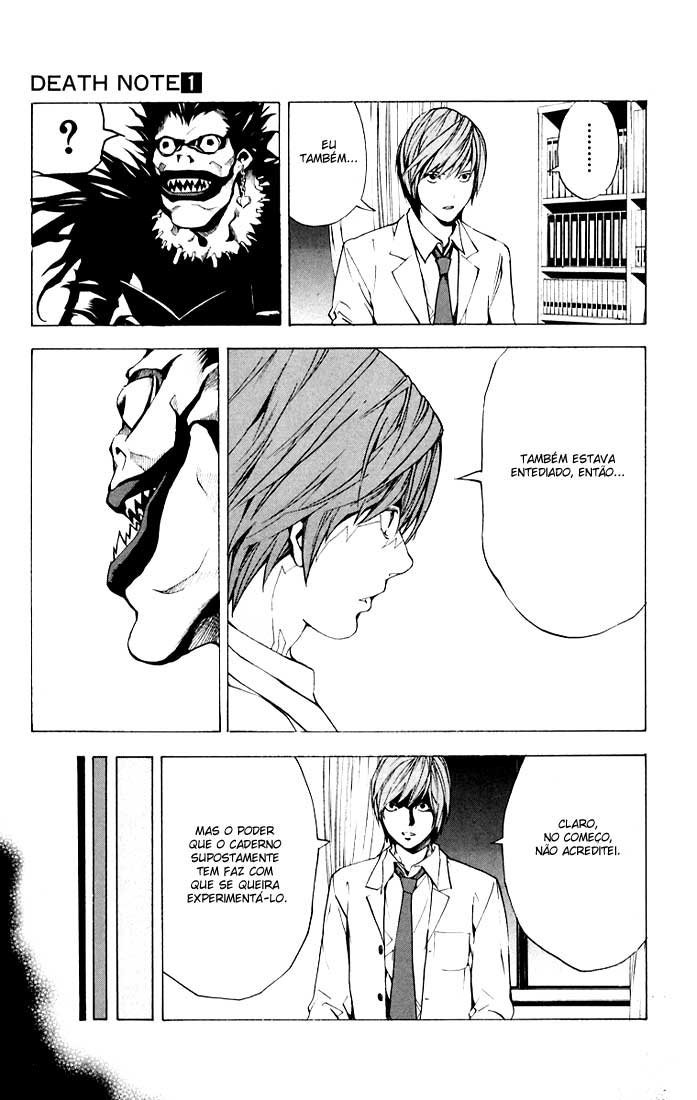 DEATH NOTE 1
........
EU
TAMBÉM...
?
TAMBÉM ESTAVA
ENTEDIADO, ENTÃO...
CLARO,
NO COMEÇO,
NÃO ACREDITEI.
MAS O PODER
QUE O CADERNO
SUPOSTAMENTE
TEM FAZ COM
QUE SE QUEIRA
EXPERIMENTÁ-LO.